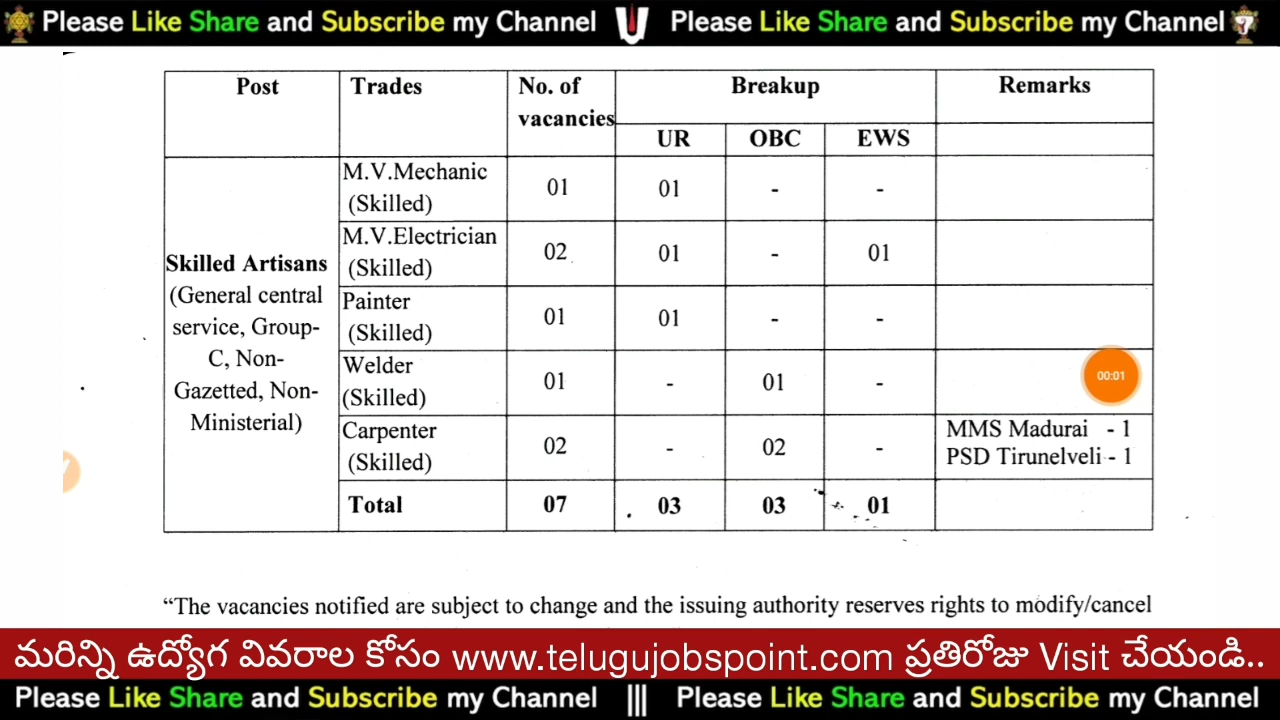 Please Like Share and Subscribe my Channel Please Like Share and Subscribe my Channel
Post Trades No. of vacancies Breakup Remarks
UR OBC EWS
Skilled Artisans
(General central
service, Group-
C, Non-
Gazetted, Non-
Ministerial)
M.V.Mechanic
(Skilled)
01 01 - -
M.V.Electrician
(Skilled)
02 01 - 01
Painter
(Skilled)
01 01 - -
Welder
(Skilled)
01 - 01 -
00:01
Carpenter
(Skilled)
02 - 02 -
MMS Madurai - 1
PSD Tirunelveli - 1
Total 07 03 03 01
“The vacancies notified are subject to change and the issuing authority reserves rights to modify/cancel
మరిన్ని ఉద్యోగ వివరాల కోసం www.telugujobspoint.com ప్రతిరోజు Visit చేయండి..
Please Like Share and Subscribe my Channel ||| Please Like Share and Subscribe my Channel